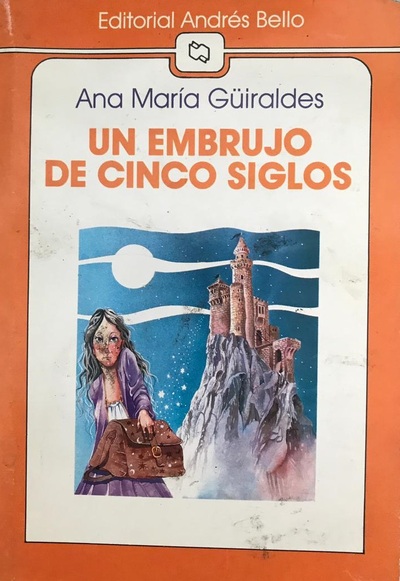 Editorial Andrés Bello
Ana María Güiraldes
UN EMBRUJO
DE CINCO SIGLOS